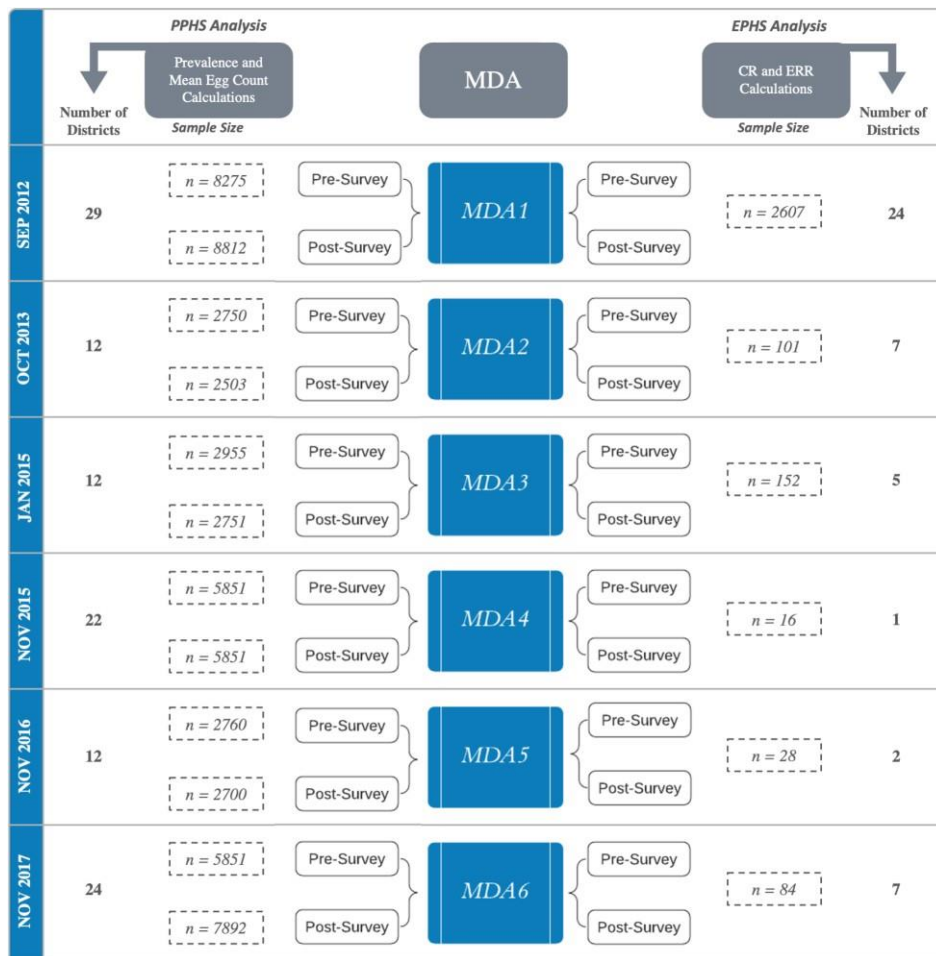 PPHS Analysis
EPHS Analysis
Prevalence and
Mean Egg Count
Calculations
MDA
CR and ERR
Calculations
Number of
Districts
Sample Size
Sample Size
Number of
Districts
SEP 2012
29
n = 8275
n = 8812
Pre-Survey
Post-Survey
MDA1
Pre-Survey
Post-Survey
n = 2607
24
OCT 2013
12
n = 2750
n = 2503
Pre-Survey
Post-Survey
MDA2
Pre-Survey
Post-Survey
n = 101
7
JAN 2015
12
n = 2955
n = 2751
Pre-Survey
Post-Survey
MDA3
Pre-Survey
Post-Survey
n = 152
5
NOV 2015
22
n = 5851
n = 5851
Pre-Survey
Post-Survey
MDA4
Pre-Survey
Post-Survey
n = 16
1
NOV 2016
12
n = 2760
n = 2700
Pre-Survey
Post-Survey
MDA5
Pre-Survey
Post-Survey
n = 28
2
NOV 2017
24
n = 5851
n = 7892
Pre-Survey
Post-Survey
MDA6
Pre-Survey
Post-Survey
n = 84
7